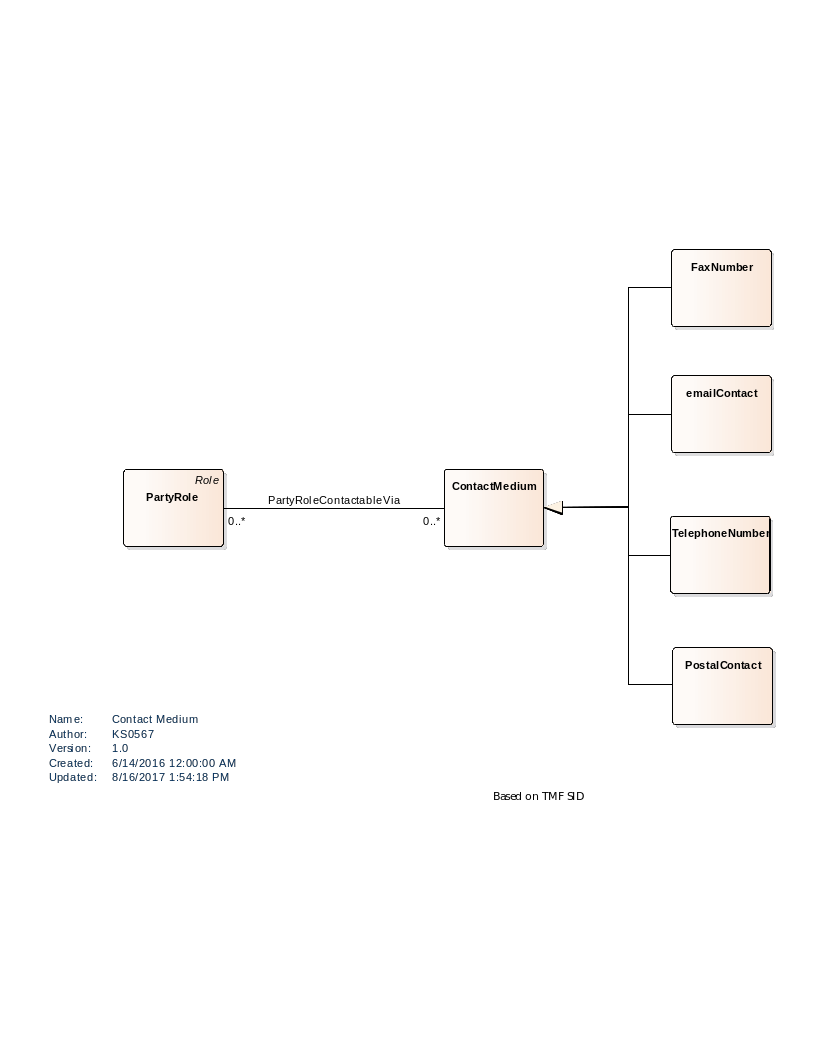 FaxNumber
emailContact
Role
PartyRole
PartyRoleContactableVia
0..*
0..*
ContactMedium
TelephoneNumber
PostalContact
Name: Contact Medium
Author: KS0567
Version: 1.0
Created: 6/14/2016 12:00:00 AM
Updated: 8/16/2017 1:54:18 PM
Based on TMF SID